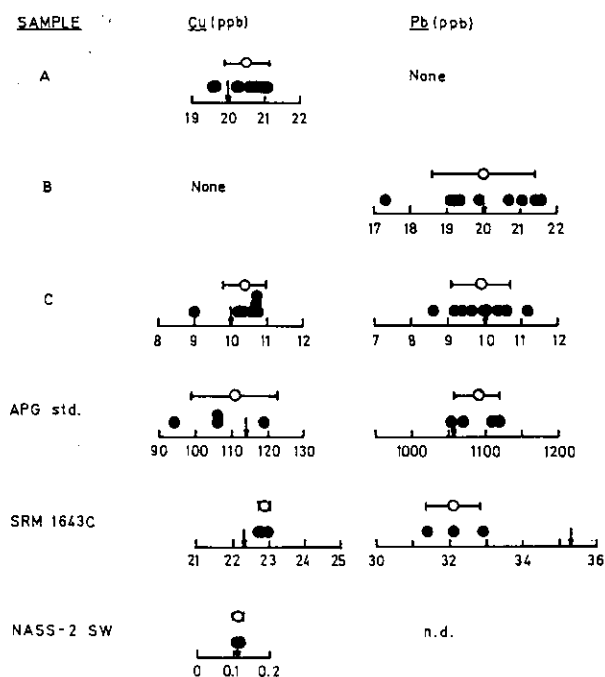 SAMPLE Cu (ppb) Pb (ppb)
A None
19 20 21 22
B None
17 18 19 20 21 22
C
8 9 10 11 12 7 8 9 10 11 12
APG std.
90 100 110 120 130 1000 1100 1200
SRM 1643C
21 22 23 24 25 30 32 34 36
NASS-2 SW n.d.
0 0.1 0.2